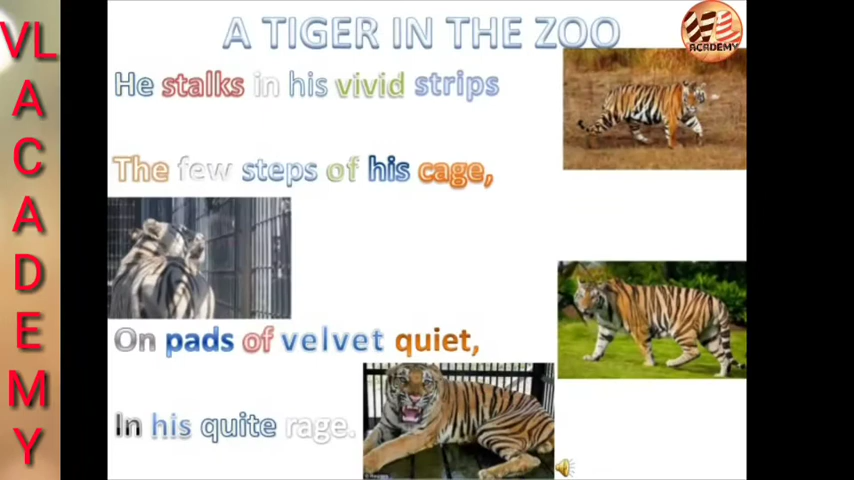 A TIGER IN THE ZOO
ACADEMY
He stalks in his vivid strips
The few steps of his cage,
On pads of velvet quiet,
In his quite rage.
VL
A
C
A
D
E
M
Y